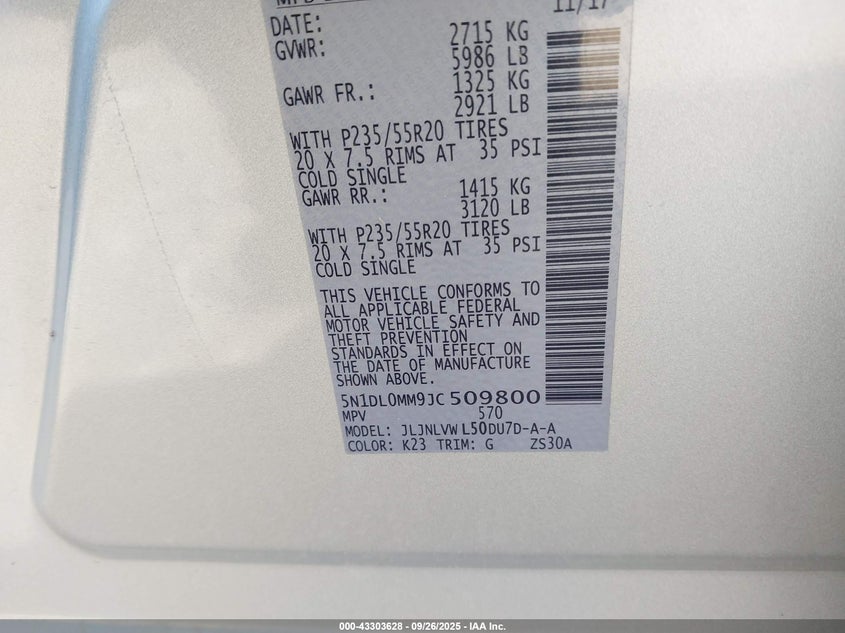 11/17
DATE:
GVWR: 2715 KG
5986 LB
GAWR FR.: 1325 KG
2921 LB
WITH P235/55R20 TIRES
20 X 7.5 RIMS AT 35 PSI
COLD SINGLE
GAWR RR.: 1415 KG
3120 LB
WITH P235/55R20 TIRES
20 X 7.5 RIMS AT 35 PSI
COLD SINGLE
THIS VEHICLE CONFORMS TO
ALL APPLICABLE FEDERAL
MOTOR VEHICLE SAFETY AND
THEFT PREVENTION
STANDARDS IN EFFECT ON
THE DATE OF MANUFACTURE
SHOWN ABOVE.
5N1DL0MM9JC509800
MPV 570
MODEL: JLJNLVW L50DU7D-A-A
COLOR: K23 TRIM: G ZS30A
000-43303628 - 09/26/2025 - IAA Inc.